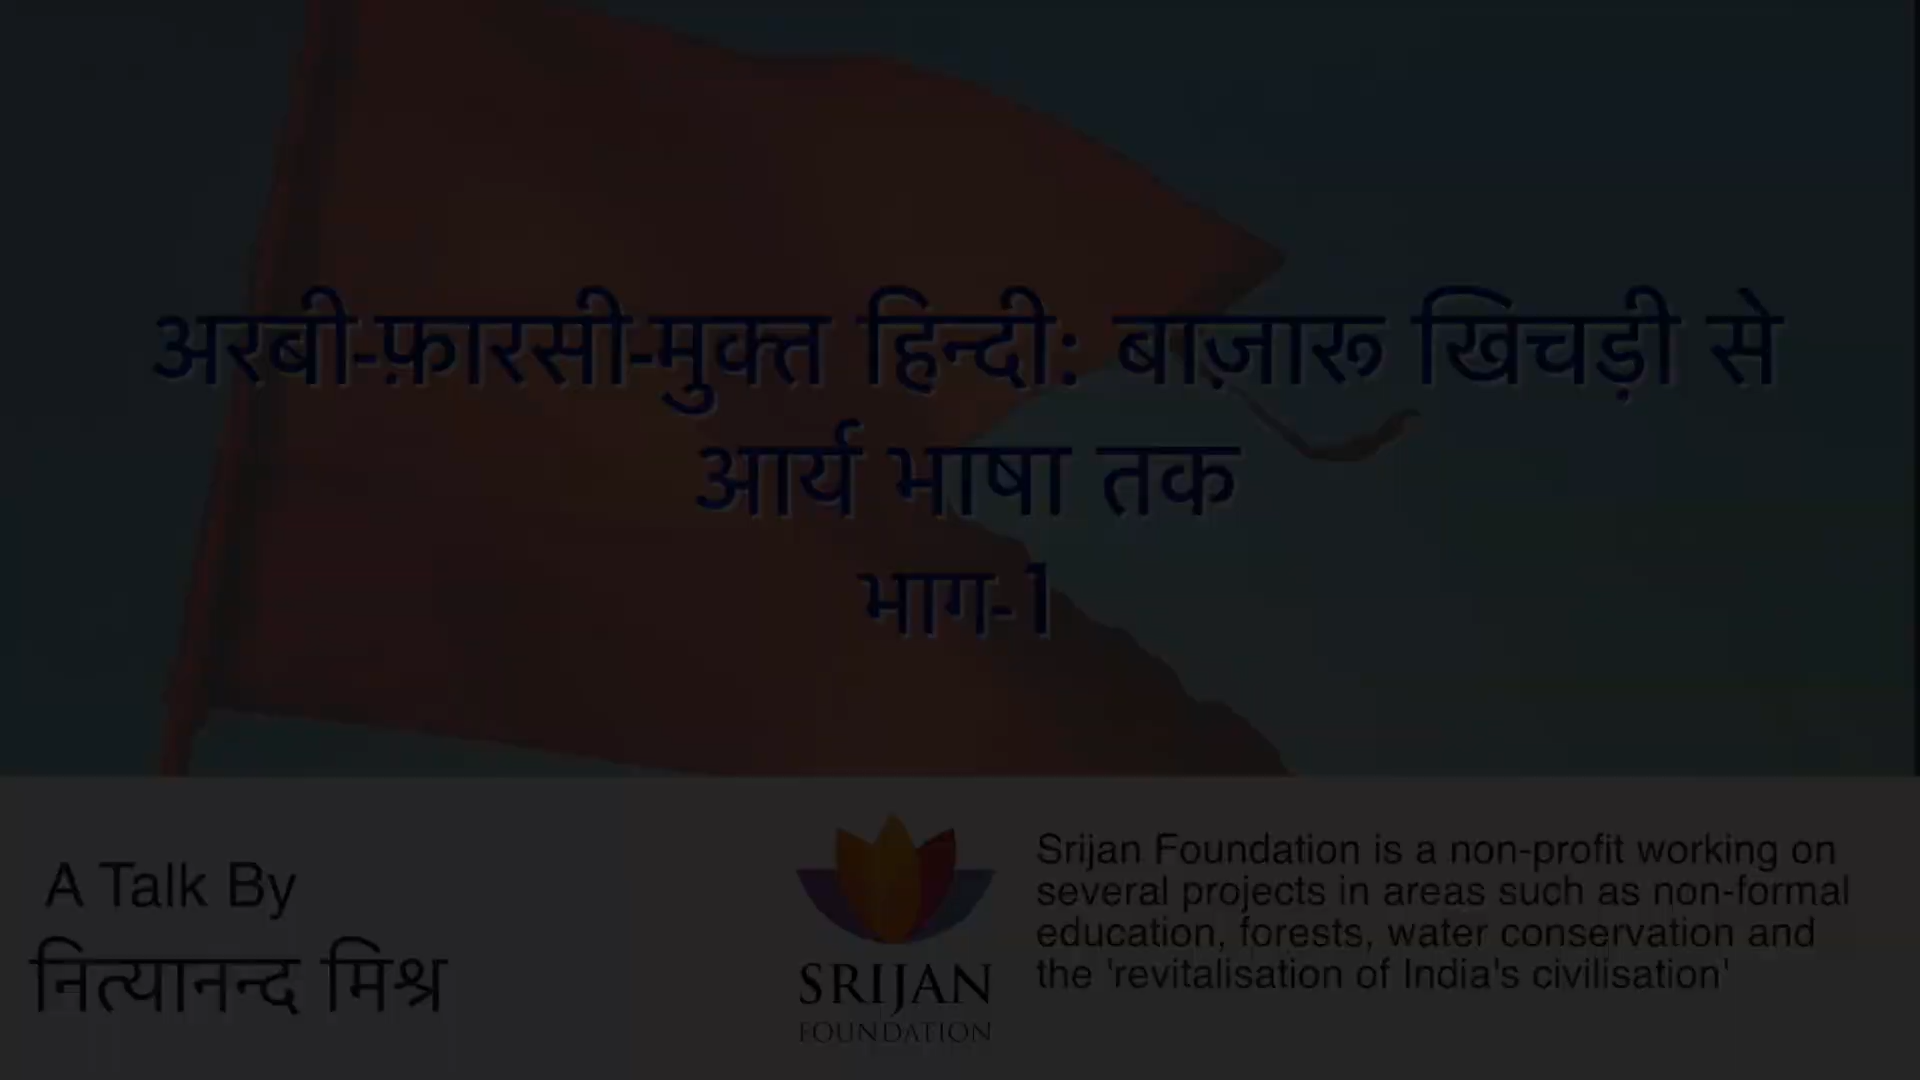 अरबी-फ़ारसी-मुक्त हिन्दी: बाज़ारू खिचड़ी से
आर्य भाषा तक
भाग-1
A Talk By
नित्यानन्द मिश्र
SRIJAN
FOUNDATION
Srijan Foundation is a non-profit working on
several projects in areas such as non-formal
education, forests, water conservation and
the 'revitalisation of India's civilisation'